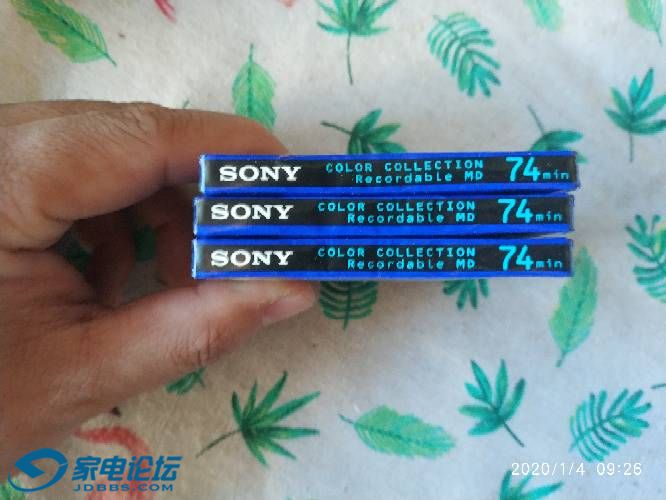 SONY COLOR COLLECTION 74min
Recordable MD
SONY COLOR COLLECTION 74min
Recordable MD
SONY COLOR COLLECTION 74min
Recordable MD
家电论坛
JDBBS.COM
2020/1/4 09:26